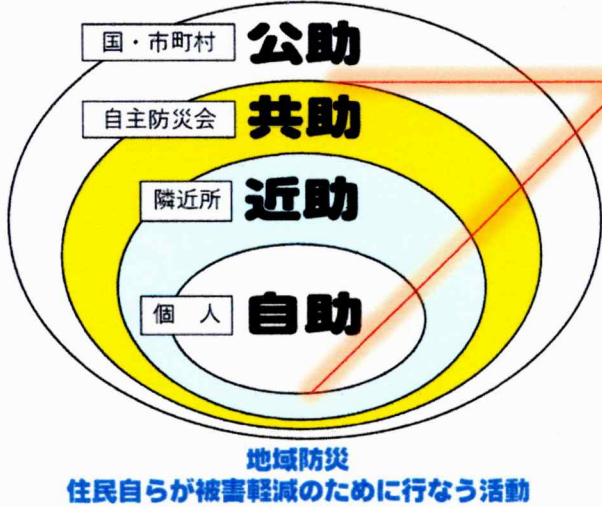 国・市町村 公助
自主防災会 共助
隣近所 近助
個　人 自助
地域防災
住民自らが被害軽減のために行なう活動